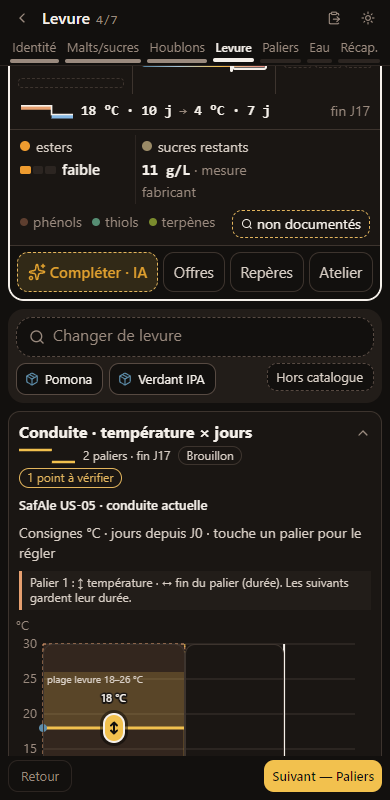 Levure 4/7
Identité Malts/sucres Houblons Levure Paliers Eau Récap.
18 °C · 10 j → 4 °C · 7 j fin J17
esters
faible
sucres restants
11 g/L · mesure
fabricant
phénols thiols terpènes non documentés
Compléter · IA Offres Repères Atelier
Changer de levure
Pomona Verdant IPA Hors catalogue
Conduite · température × jours
2 paliers · fin J17 Brouillon
1 point à vérifier
SafAle US-05 · conduite actuelle
Consignes °C · jours depuis J0 · touche un palier pour le
régler
Palier 1 : ↕ température · ↔ fin du palier (durée). Les suivants
gardent leur durée.
°C
30
25
plage levure 18–26 °C
18 °C
20
15
Retour Suivant — Paliers